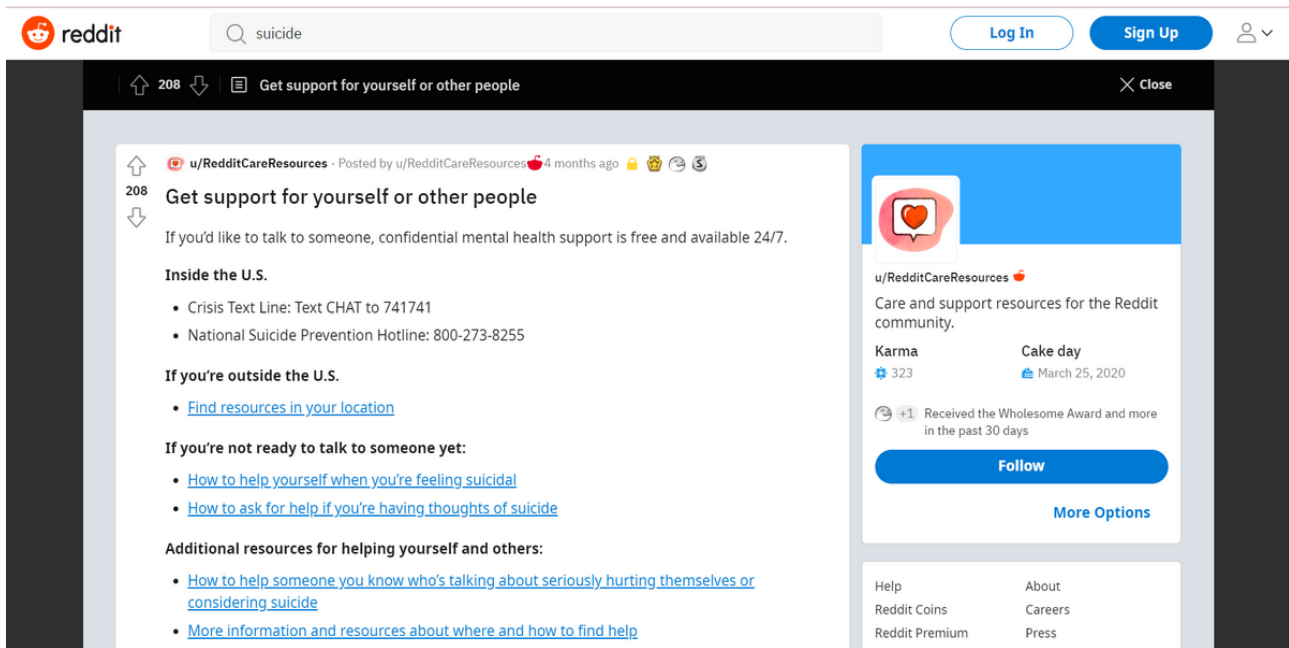 reddit
suicide
Log In
Sign Up
208
Get support for yourself or other people
Close
u/RedditCareResources · Posted by u/RedditCareResources 4 months ago
208
Get support for yourself or other people
If you'd like to talk to someone, confidential mental health support is free and available 24/7.
Inside the U.S.
• Crisis Text Line: Text CHAT to 741741
• National Suicide Prevention Hotline: 800-273-8255
If you're outside the U.S.
• Find resources in your location
If you're not ready to talk to someone yet:
• How to help yourself when you're feeling suicidal
• How to ask for help if you're having thoughts of suicide
Additional resources for helping yourself and others:
• How to help someone you know who's talking about seriously hurting themselves or
considering suicide
• More information and resources about where and how to find help
u/RedditCareResources
Care and support resources for the Reddit
community.
Karma
Cake day
323
March 25, 2020
+1 Received the Wholesome Award and more
in the past 30 days
Follow
More Options
Help
About
Reddit Coins
Careers
Reddit Premium
Press